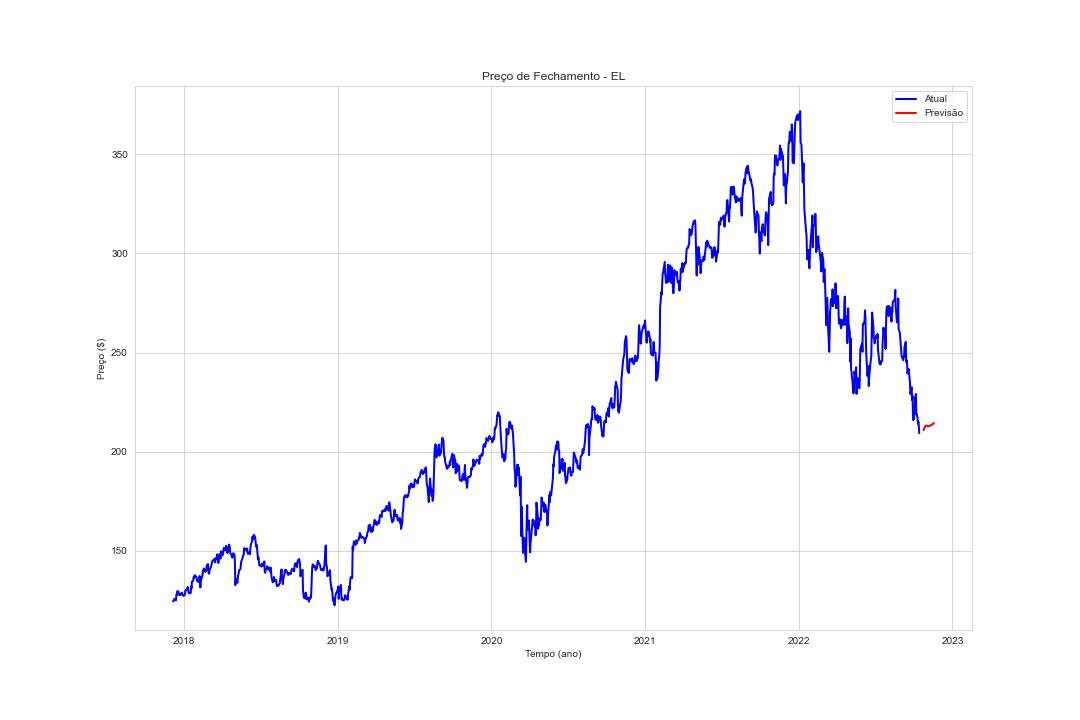 Preço de Fechamento - EL
Atual
Previsão
350
300
250
200
150
Preço ($)
2018 2019 2020 2021 2022 2023
Tempo (ano)